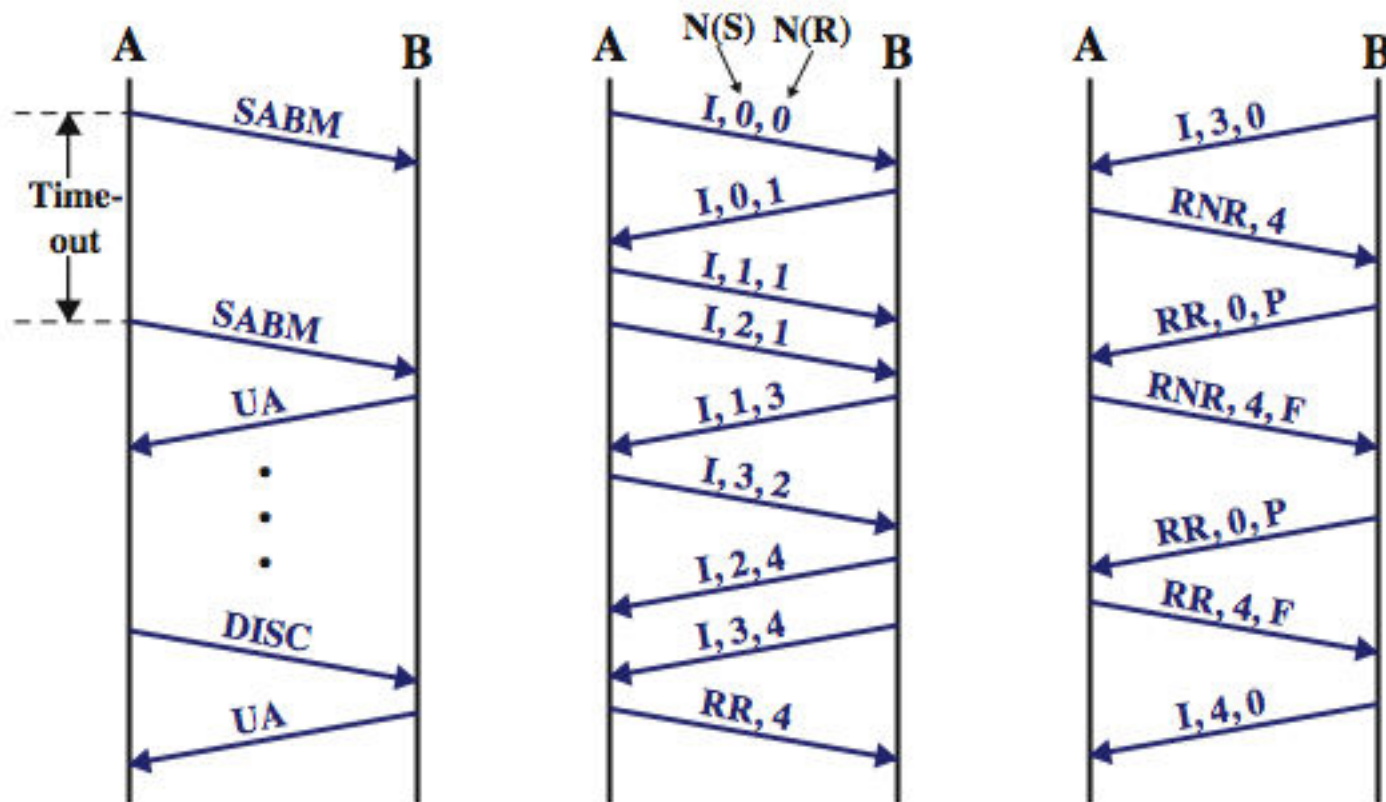 A
B
SABM
Time-
out
SABM
UA
DISC
UA
N(S) N(R)
A
B
I, 0, 0
I, 0, 1
I, 1, 1
I, 2, 1
I, 1, 3
I, 3, 2
I, 2, 4
I, 3, 4
RR, 4
A
B
I, 3, 0
RNR, 4
RR, 0, P
RNR, 4, F
RR, 0, P
RR, 4, F
I, 4, 0